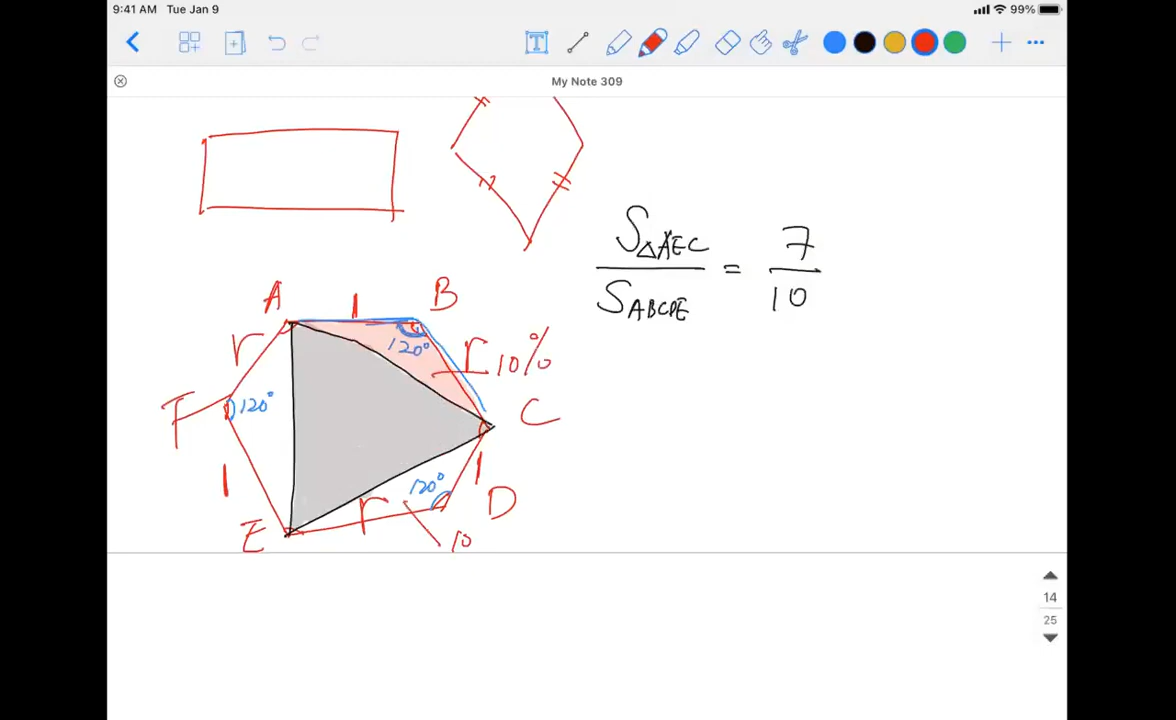 9:41 AM Tue Jan 9
99%
T
My Note 309
S△AEC
7
=
SABCDE
10
A
1
B
r
120°
r
10%
F
120°
C
1
1
120°
D
E
r
10
14
25